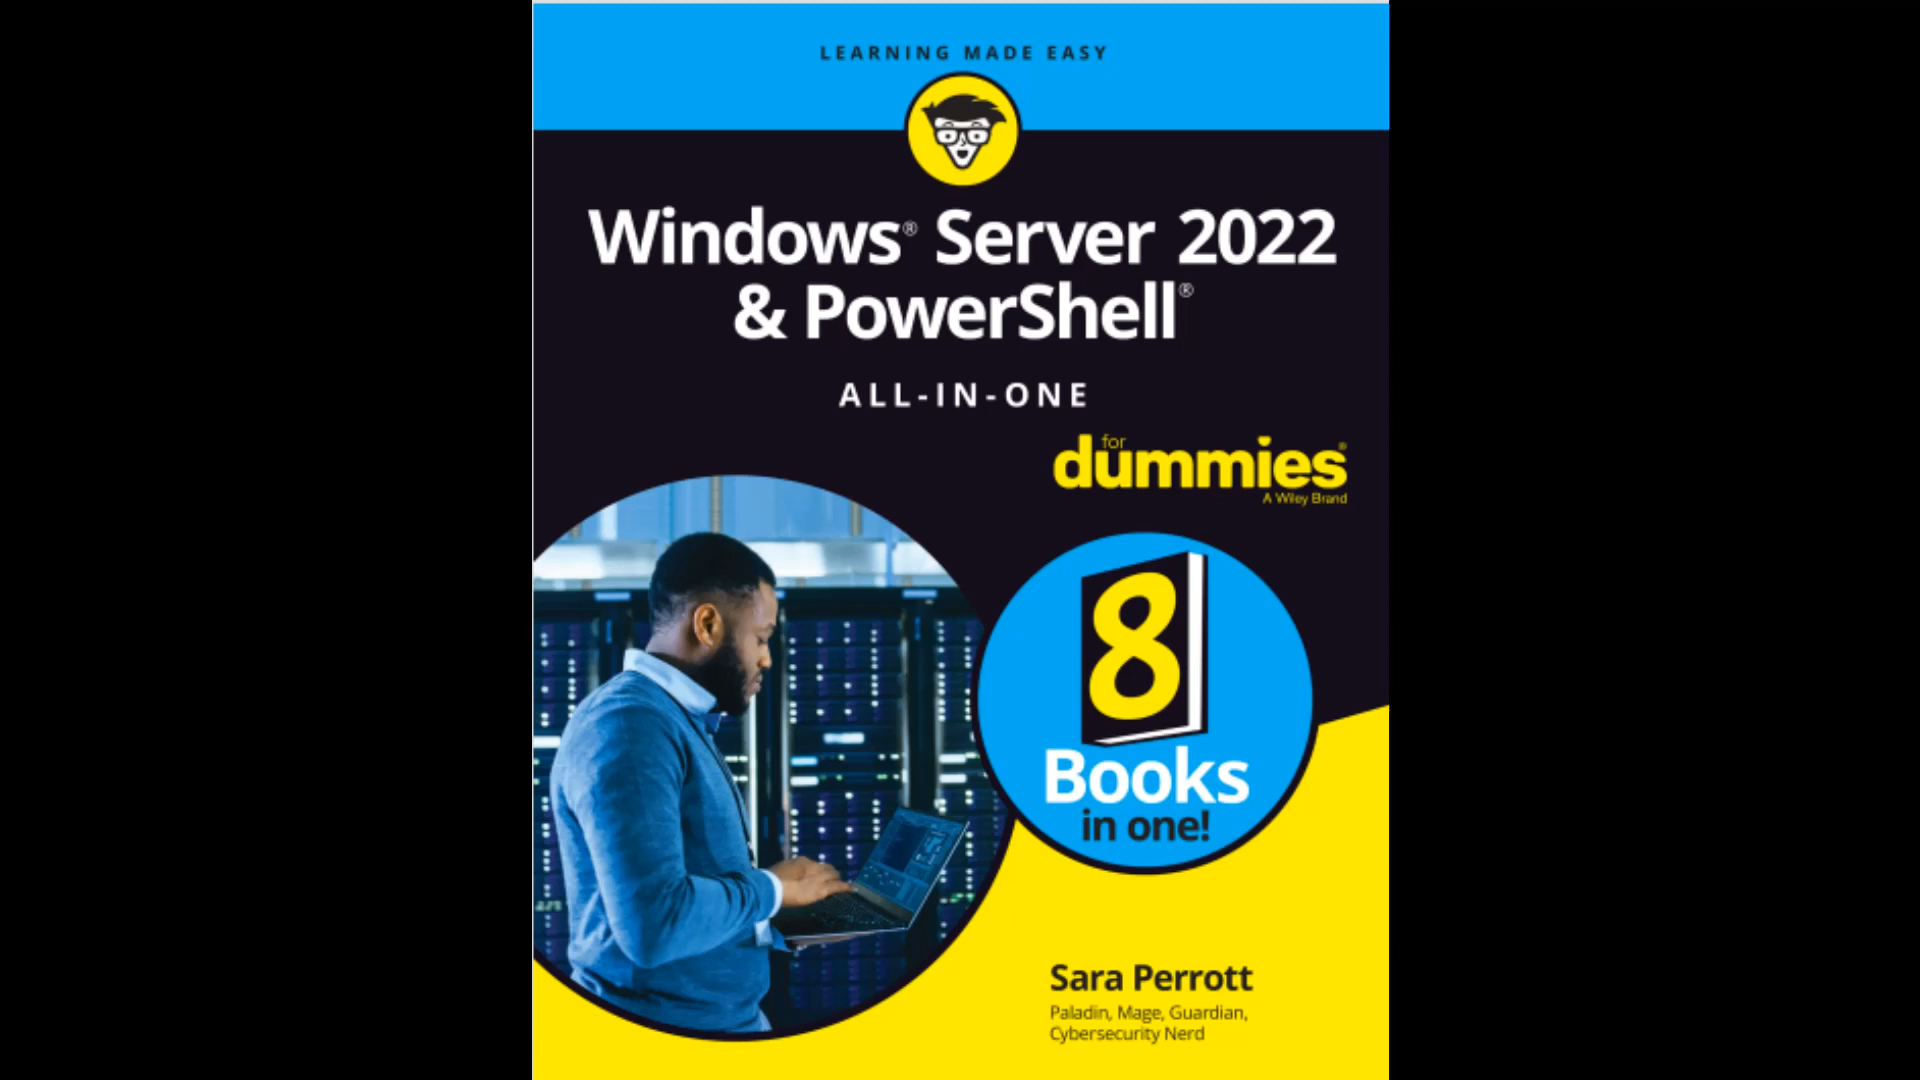 LEARNING MADE EASY
Windows® Server 2022
& PowerShell®
ALL-IN-ONE
for
dummies®
A Wiley Brand
8
Books
in one!
Sara Perrott
Paladin, Mage, Guardian,
Cybersecurity Nerd